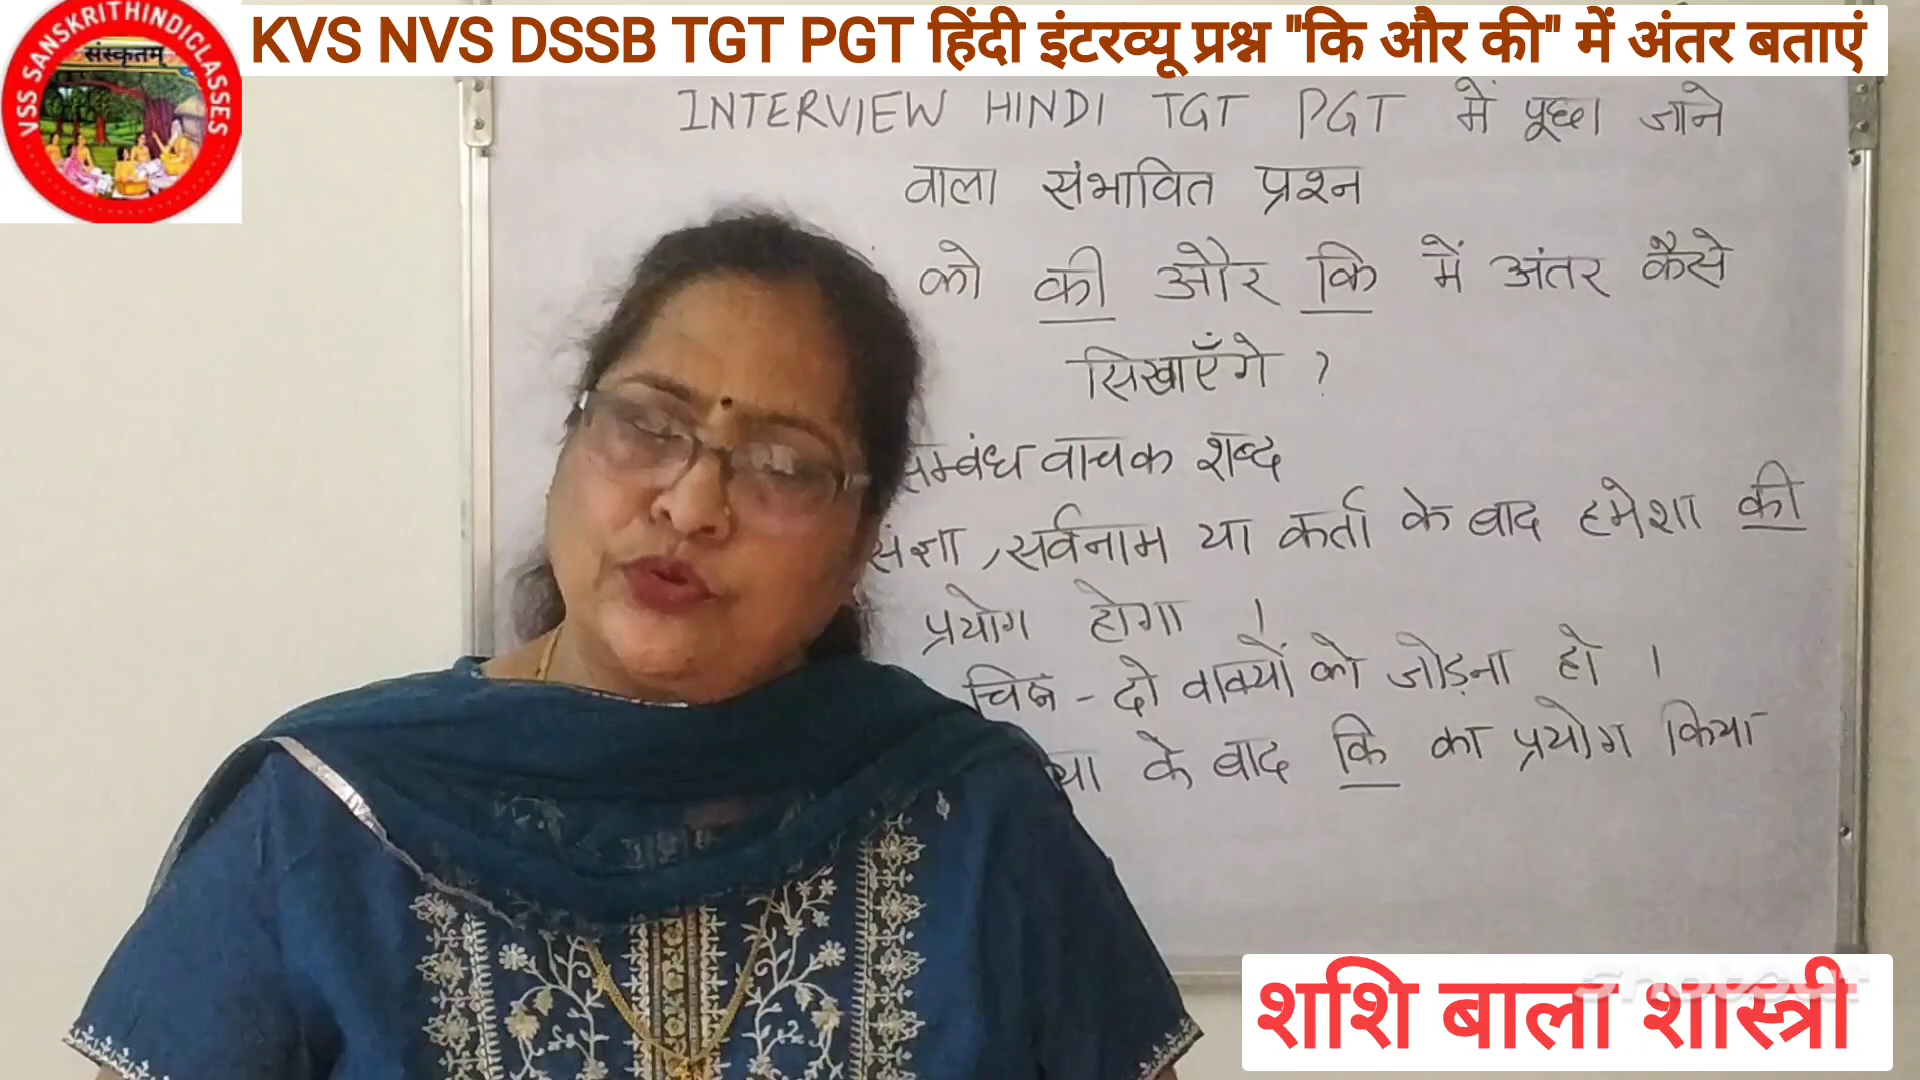 KVS NVS DSSB TGT PGT हिंदी इंटरव्यू प्रश्न "कि और की" में अंतर बताएं
VSS SANSKRITHINDICLASSES
संस्कृतम्
INTERVIEW HINDI TGT PGT में पूछा जाने
वाला संभावित प्रश्न
को की और कि में अंतर कैसे
सिखाएँगे ?
सम्बंध वाचक शब्द
संज्ञा, सर्वनाम या कर्ता के बाद हमेशा की
प्रयोग होगा ।
चिह्न - दो वाक्यों को जोड़ना हो ।
के बाद कि का प्रयोग किया
शशि बाला शास्त्री